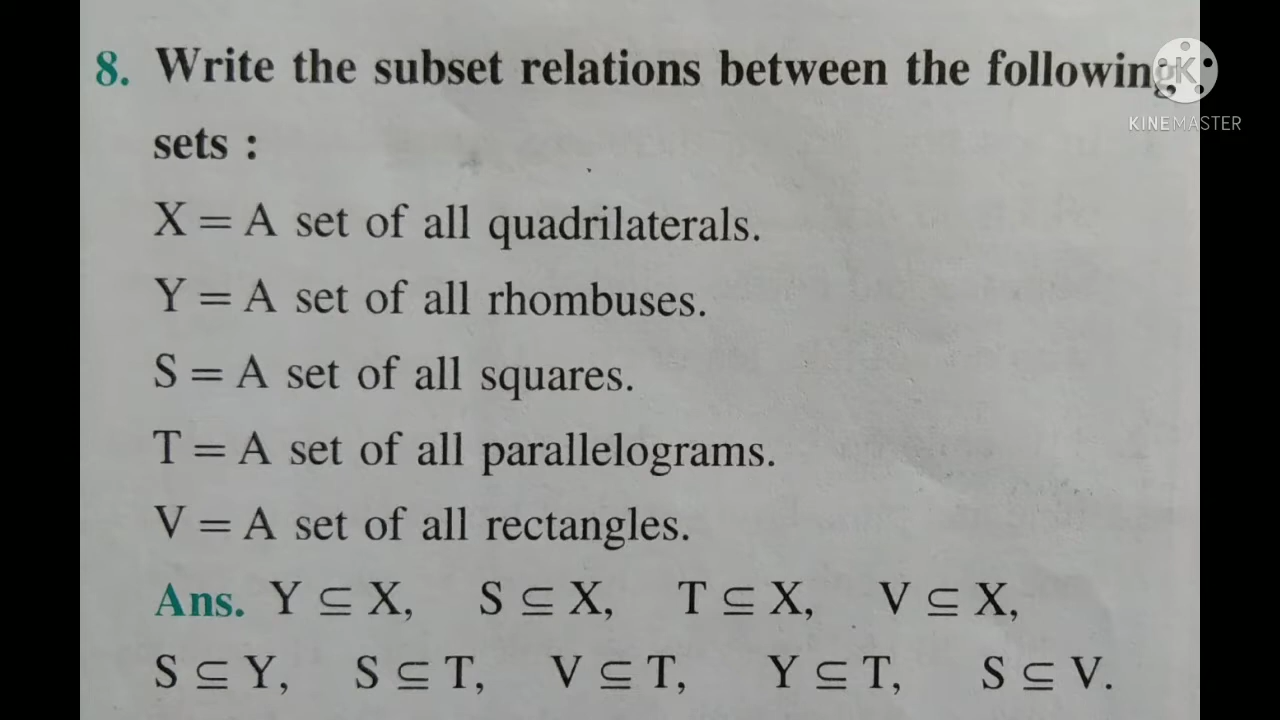 8. Write the subset relations between the following
sets :
X = A set of all quadrilaterals.
Y = A set of all rhombuses.
S = A set of all squares.
T = A set of all parallelograms.
V = A set of all rectangles.
Ans. Y ⊆ X, S ⊆ X, T ⊆ X, V ⊆ X,
S ⊆ Y, S ⊆ T, V ⊆ T, Y ⊆ T, S ⊆ V.
K
KINEMASTER